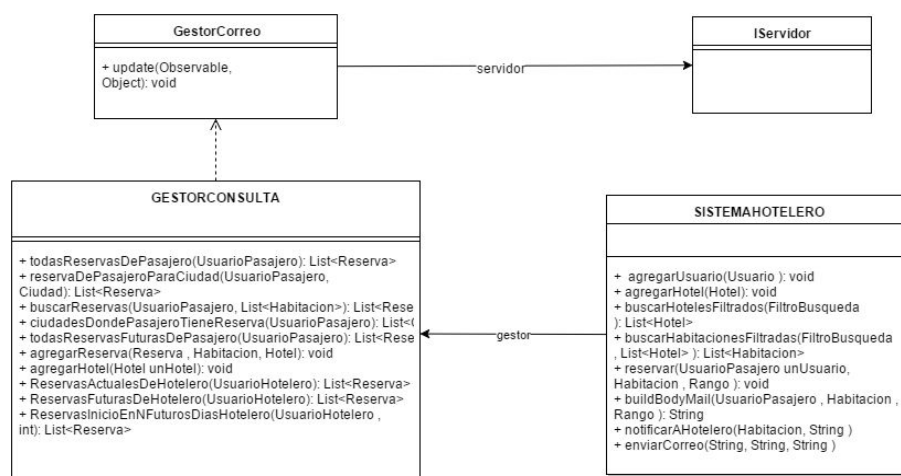 GestorCorreo
+ update(Observable,
Object): void
servidor
IServidor
GESTORCONSULTA
+ todasReservasDePasajero(UsuarioPasajero): List<Reserva>
+ reservaDePasajeroParaCiudad(UsuarioPasajero,
Ciudad): List<Reserva>
+ buscarReservas(UsuarioPasajero, List<Habitacion>): List<Rese
+ ciudadesDondePasajeroTieneReserva(UsuarioPasajero): List<
+ todasReservasFuturasDePasajero(UsuarioPasajero): List<Rese
+ agregarReserva(Reserva , Habitacion, Hotel): void
+ agregarHotel(Hotel unHotel): void
+ ReservasActualesDeHotelero(UsuarioHotelero): List<Reserva>
+ ReservasFuturasDeHotelero(UsuarioHotelero): List<Reserva>
+ ReservasInicioEnNFuturosDiasHotelero(UsuarioHotelero ,
int): List<Reserva>
gestor
SISTEMAHOTELERO
+ agregarUsuario(Usuario ): void
+ agregarHotel(Hotel): void
+ buscarHotelesFiltrados(FiltroBusqueda
): List<Hotel>
+ buscarHabitacionesFiltradas(FiltroBusqueda
, List<Hotel> ): List<Habitacion>
+ reservar(UsuarioPasajero unUsuario,
Habitacion , Rango ): void
+ buildBodyMail(UsuarioPasajero , Habitacion ,
Rango ): String
+ notificarAHotelero(Habitacion, String )
+ enviarCorreo(String, String, String )